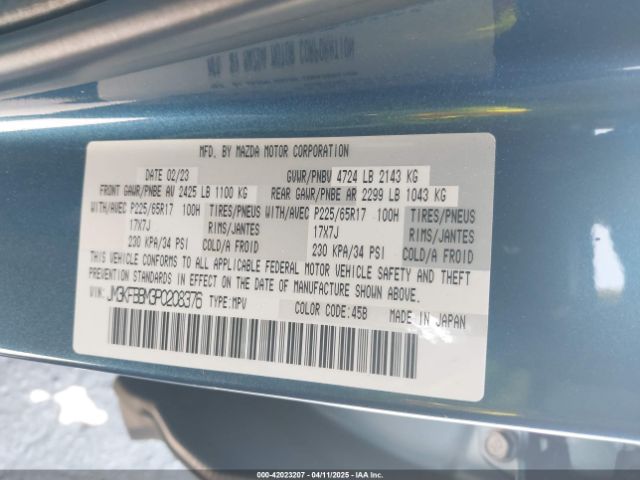 MFD. BY MAZDA MOTOR CORPORATION
DATE 02/23 GVWR/PNBV 4724 LB 2143 KG
FRONT GAWR/PNBE AV 2425 LB 1100 KG REAR GAWR/PNBE AR 2299 LB 1043 KG
WITH/AVEC P225/65R17 100H TIRES/PNEUS WITH/AVEC P225/65R17 100H TIRES/PNEUS
17X7J RIMS/JANTES 17X7J RIMS/JANTES
230 KPA/34 PSI COLD/A FROID 230 KPA/34 PSI COLD/A FROID
THIS VEHICLE CONFORMS TO ALL APPLICABLE FEDERAL MOTOR VEHICLE SAFETY AND THEFT
PREVENTION STANDARDS IN EFFECT ON THE DATE OF MANUFACTURE SHOWN ABOVE.
VIN: JM3KFBBM3P0208376 TYPE:MPV COLOR CODE:45B MADE IN JAPAN
000-42023207 - 04/11/2025 - IAAI.COM